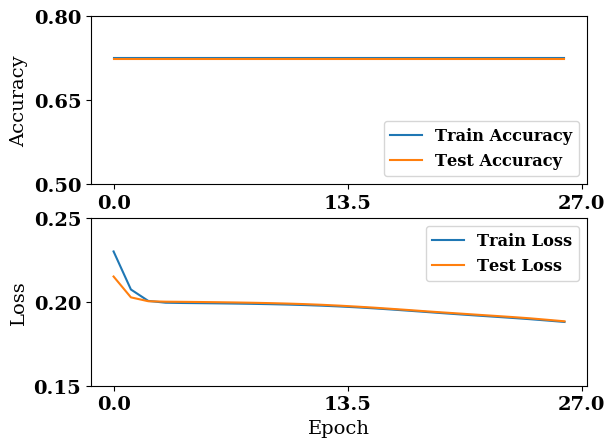 0.80
0.65
0.50
Accuracy
Train Accuracy
Test Accuracy
0.0 13.5 27.0
0.25
0.20
0.15
Loss
Train Loss
Test Loss
0.0 13.5 27.0
Epoch